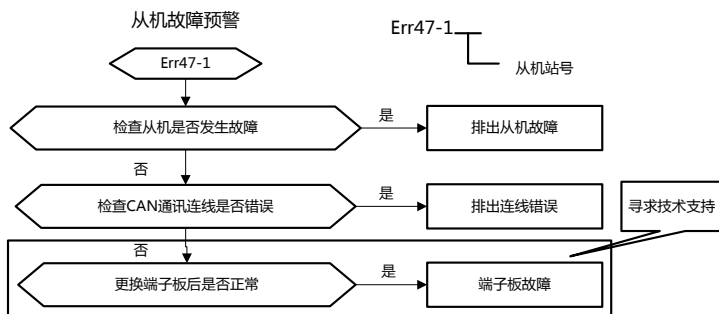 从机故障预警
Err47-1
从机站号
Err47-1
检查从机是否发生故障
是
排出从机故障
否
检查CAN通讯连线是否错误
是
排出连线错误
寻求技术支持
否
更换端子板后是否正常
是
端子板故障